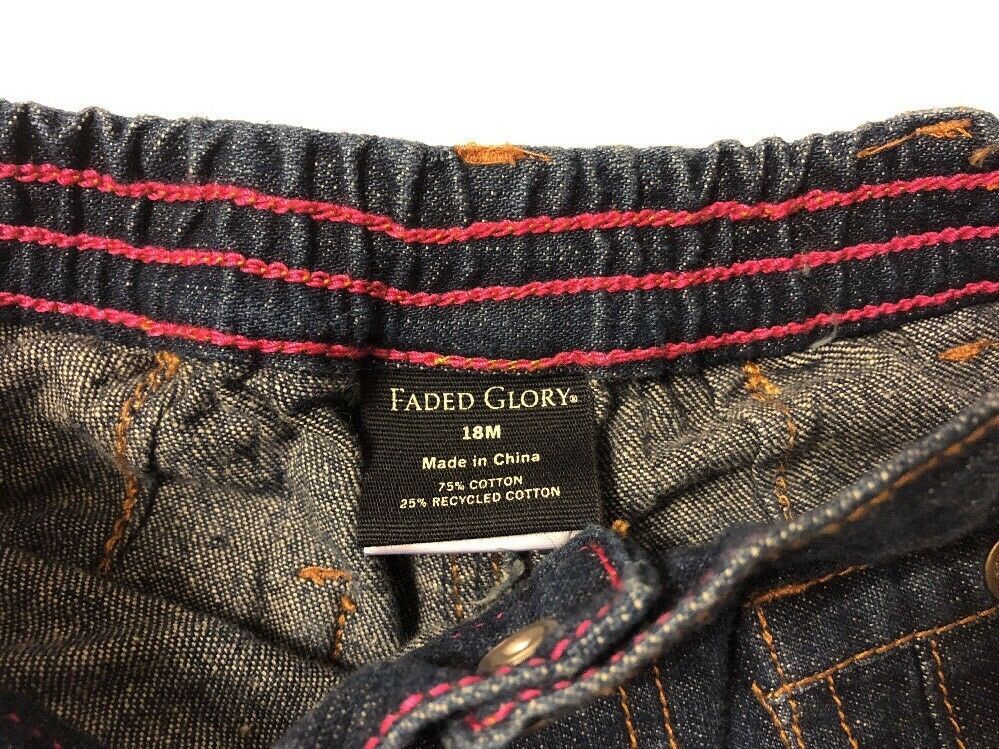 FADED GLORY®
18M
Made in China
75% COTTON
25% RECYCLED COTTON